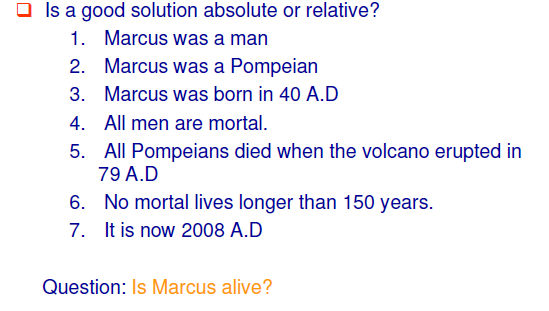 Is a good solution absolute or relative?
1. Marcus was a man
2. Marcus was a Pompeian
3. Marcus was born in 40 A.D
4. All men are mortal.
5. All Pompeians died when the volcano erupted in
79 A.D
6. No mortal lives longer than 150 years.
7. It is now 2008 A.D
Question: Is Marcus alive?